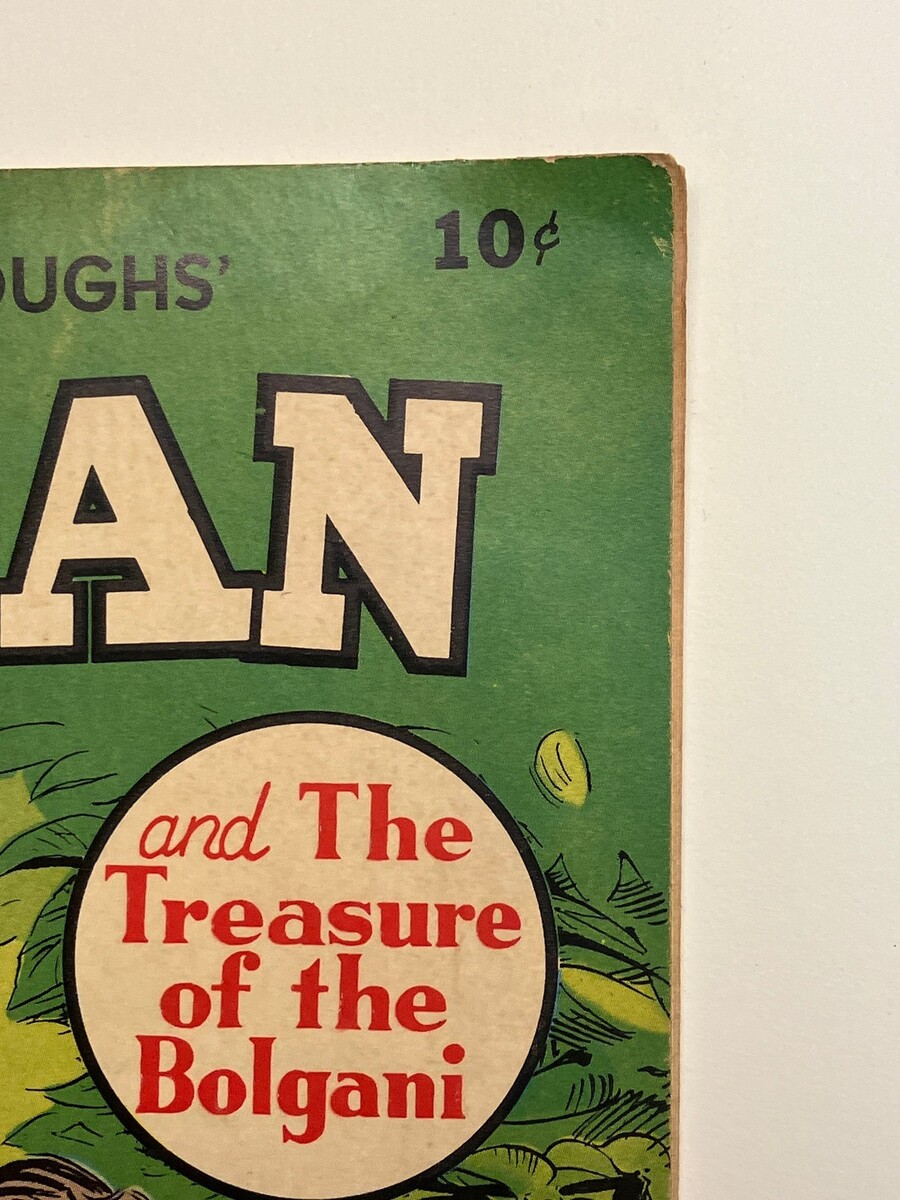 10¢
OUGHS'
AN
and The
Treasure
of the
Bolgani